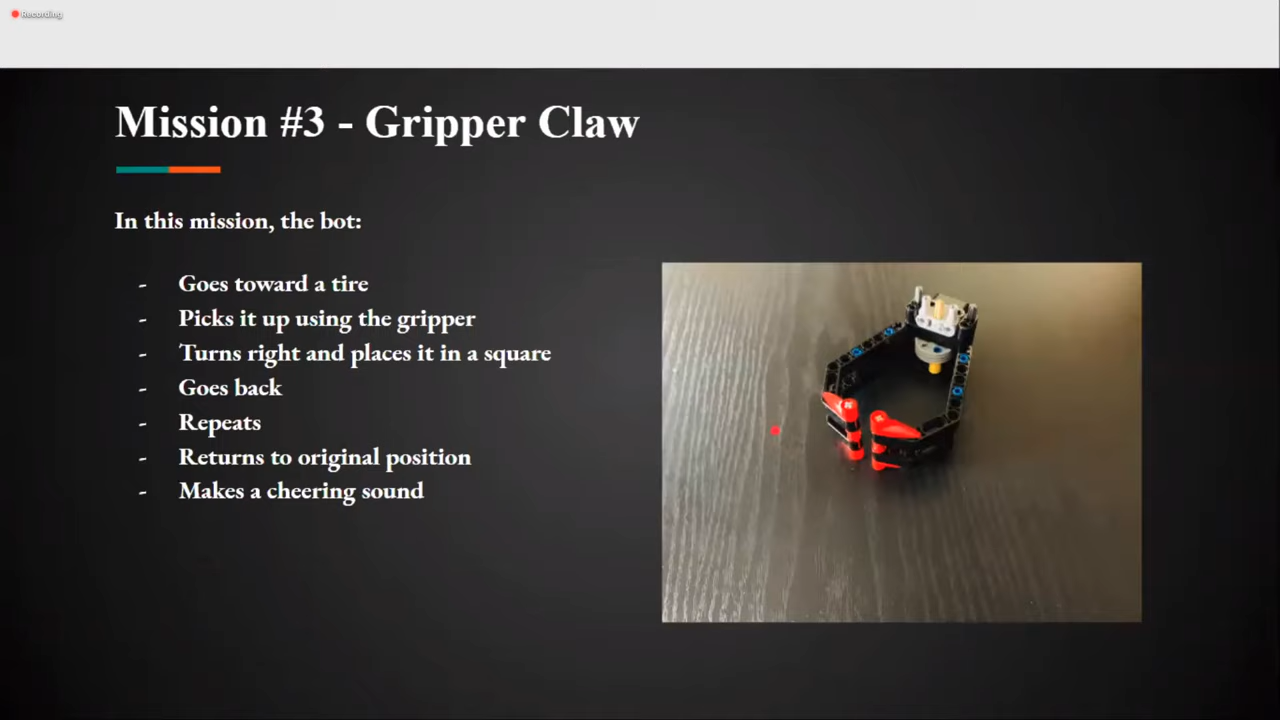 Recording
Mission #3 - Gripper Claw
In this mission, the bot:
- Goes toward a tire
- Picks it up using the gripper
- Turns right and places it in a square
- Goes back
- Repeats
- Returns to original position
- Makes a cheering sound